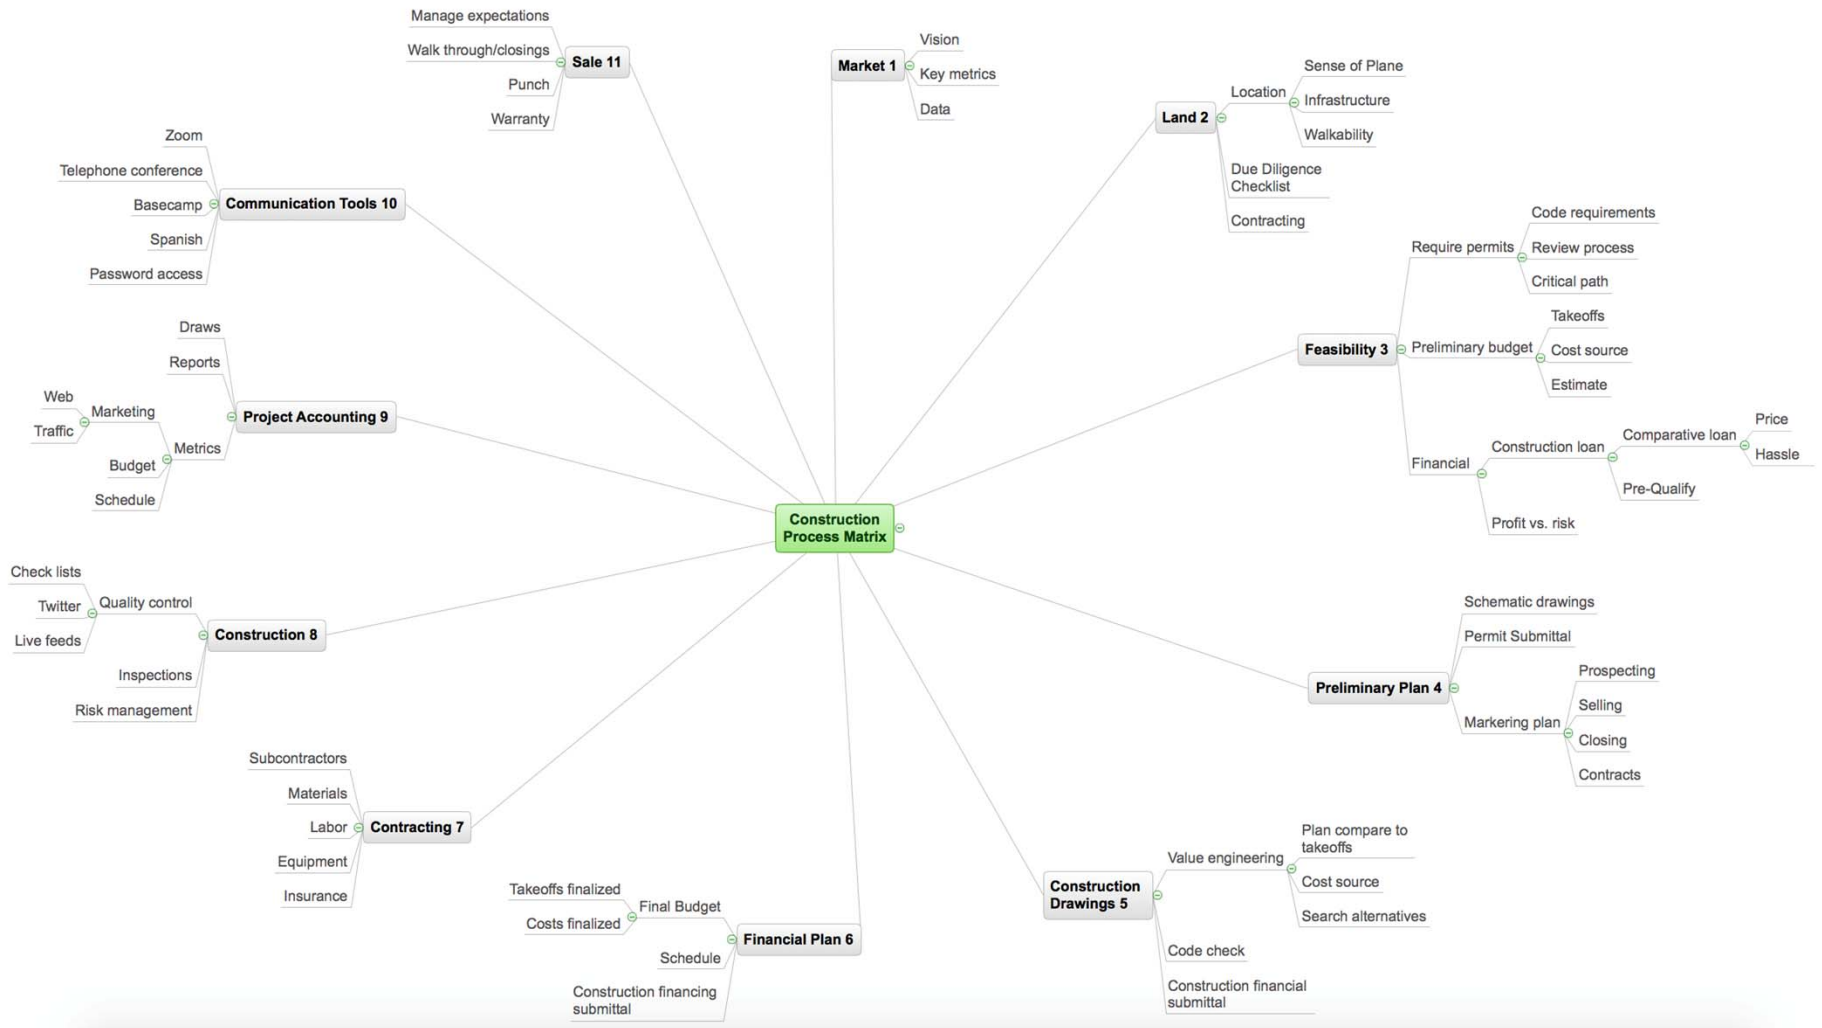 Construction
Process Matrix
Market 1
Vision
Key metrics
Data
Land 2
Location
Sense of Plane
Infrastructure
Walkability
Due Diligence
Checklist
Contracting
Feasibility 3
Require permits
Code requirements
Review process
Critical path
Preliminary budget
Takeoffs
Cost source
Estimate
Financial
Construction loan
Comparative loan
Price
Hassle
Pre-Qualify
Profit vs. risk
Preliminary Plan 4
Schematic drawings
Permit Submittal
Markering plan
Prospecting
Selling
Closing
Contracts
Construction
Drawings 5
Value engineering
Plan compare to
takeoffs
Cost source
Search alternatives
Code check
Construction financial
submittal
Financial Plan 6
Final Budget
Takeoffs finalized
Costs finalized
Schedule
Construction financing
submittal
Contracting 7
Subcontractors
Materials
Labor
Equipment
Insurance
Construction 8
Quality control
Check lists
Twitter
Live feeds
Inspections
Risk management
Project Accounting 9
Draws
Reports
Metrics
Marketing
Web
Traffic
Budget
Schedule
Communication Tools 10
Zoom
Telephone conference
Basecamp
Spanish
Password access
Sale 11
Manage expectations
Walk through/closings
Punch
Warranty